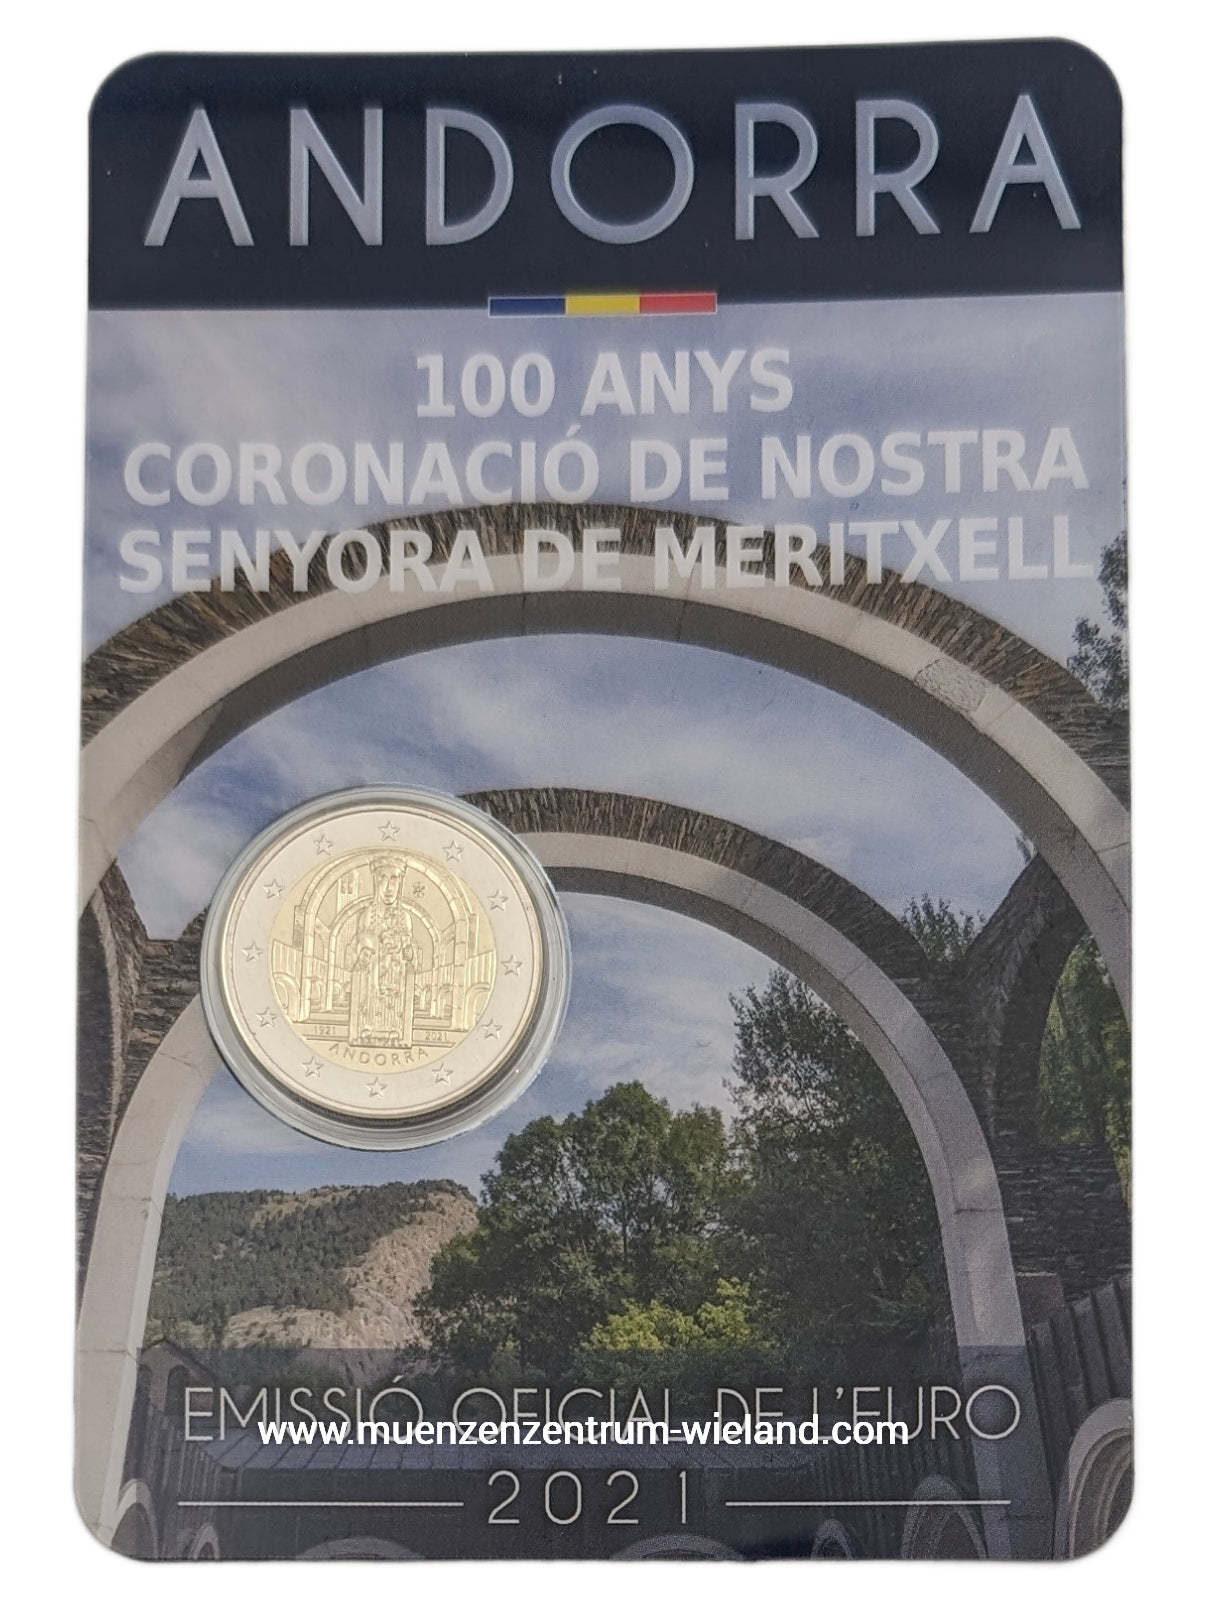 ANDORRA
100 ANYS
CORONACIÓ DE NOSTRA
SENYORA DE MERITXELL
1921 2021
ANDORRA
EMISSIÓ OFICIAL DE L'EURO
www.muenzenzentrum-wieland.com
2021